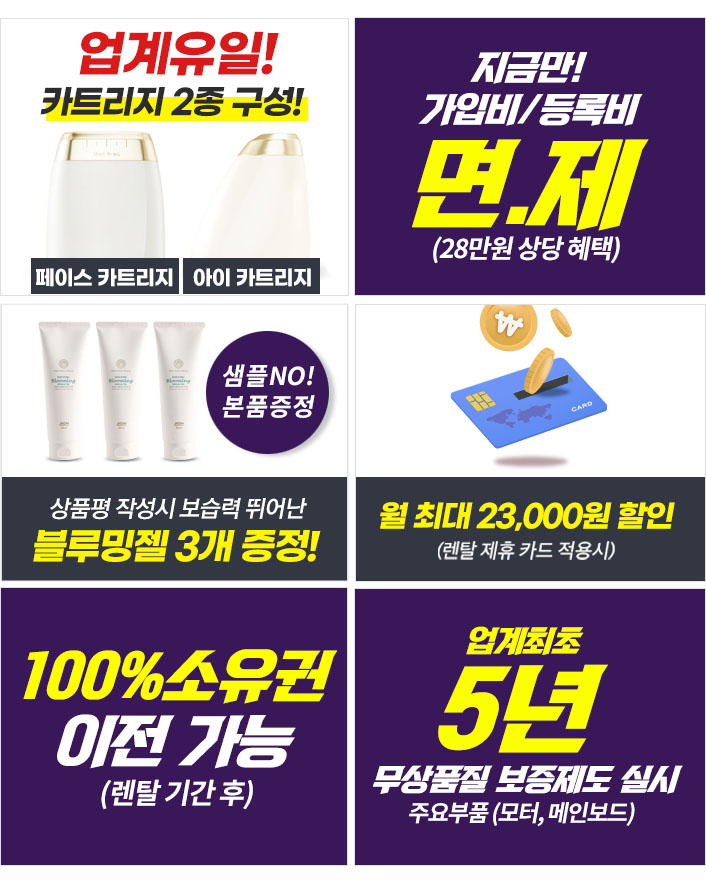 업계유일!
카트리지 2종 구성!
페이스 카트리지
아이 카트리지
지금만!
가입비/등록비
면.제
(28만원 상당 혜택)
Blooming
Blooming
Blooming
샘플NO!
본품증정
상품평 작성시 보습력 뛰어난
블루밍젤 3개 증정!
CARD
월 최대 23,000원 할인
(렌탈 제휴 카드 적용시)
100%소유권
이전 가능
(렌탈 기간 후)
업계최초
5년
무상품질 보증제도 실시
주요부품 (모터, 메인보드)